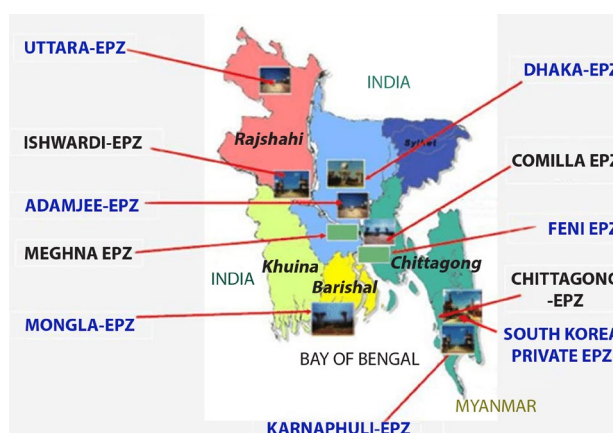 UTTARA-EPZ
DHAKA-EPZ
INDIA
ISHWARDI-EPZ
Rajshahi
Sylhet
COMILLA EPZ
ADAMJEE-EPZ
FENI EPZ
MEGHNA EPZ
Khuina
Chittagong
INDIA
Barishal
CHITTAGONG
-EPZ
MONGLA-EPZ
SOUTH KOREA
PRIVATE EPZ
BAY OF BENGAL
MYANMAR
KARNAPHULI-EPZ